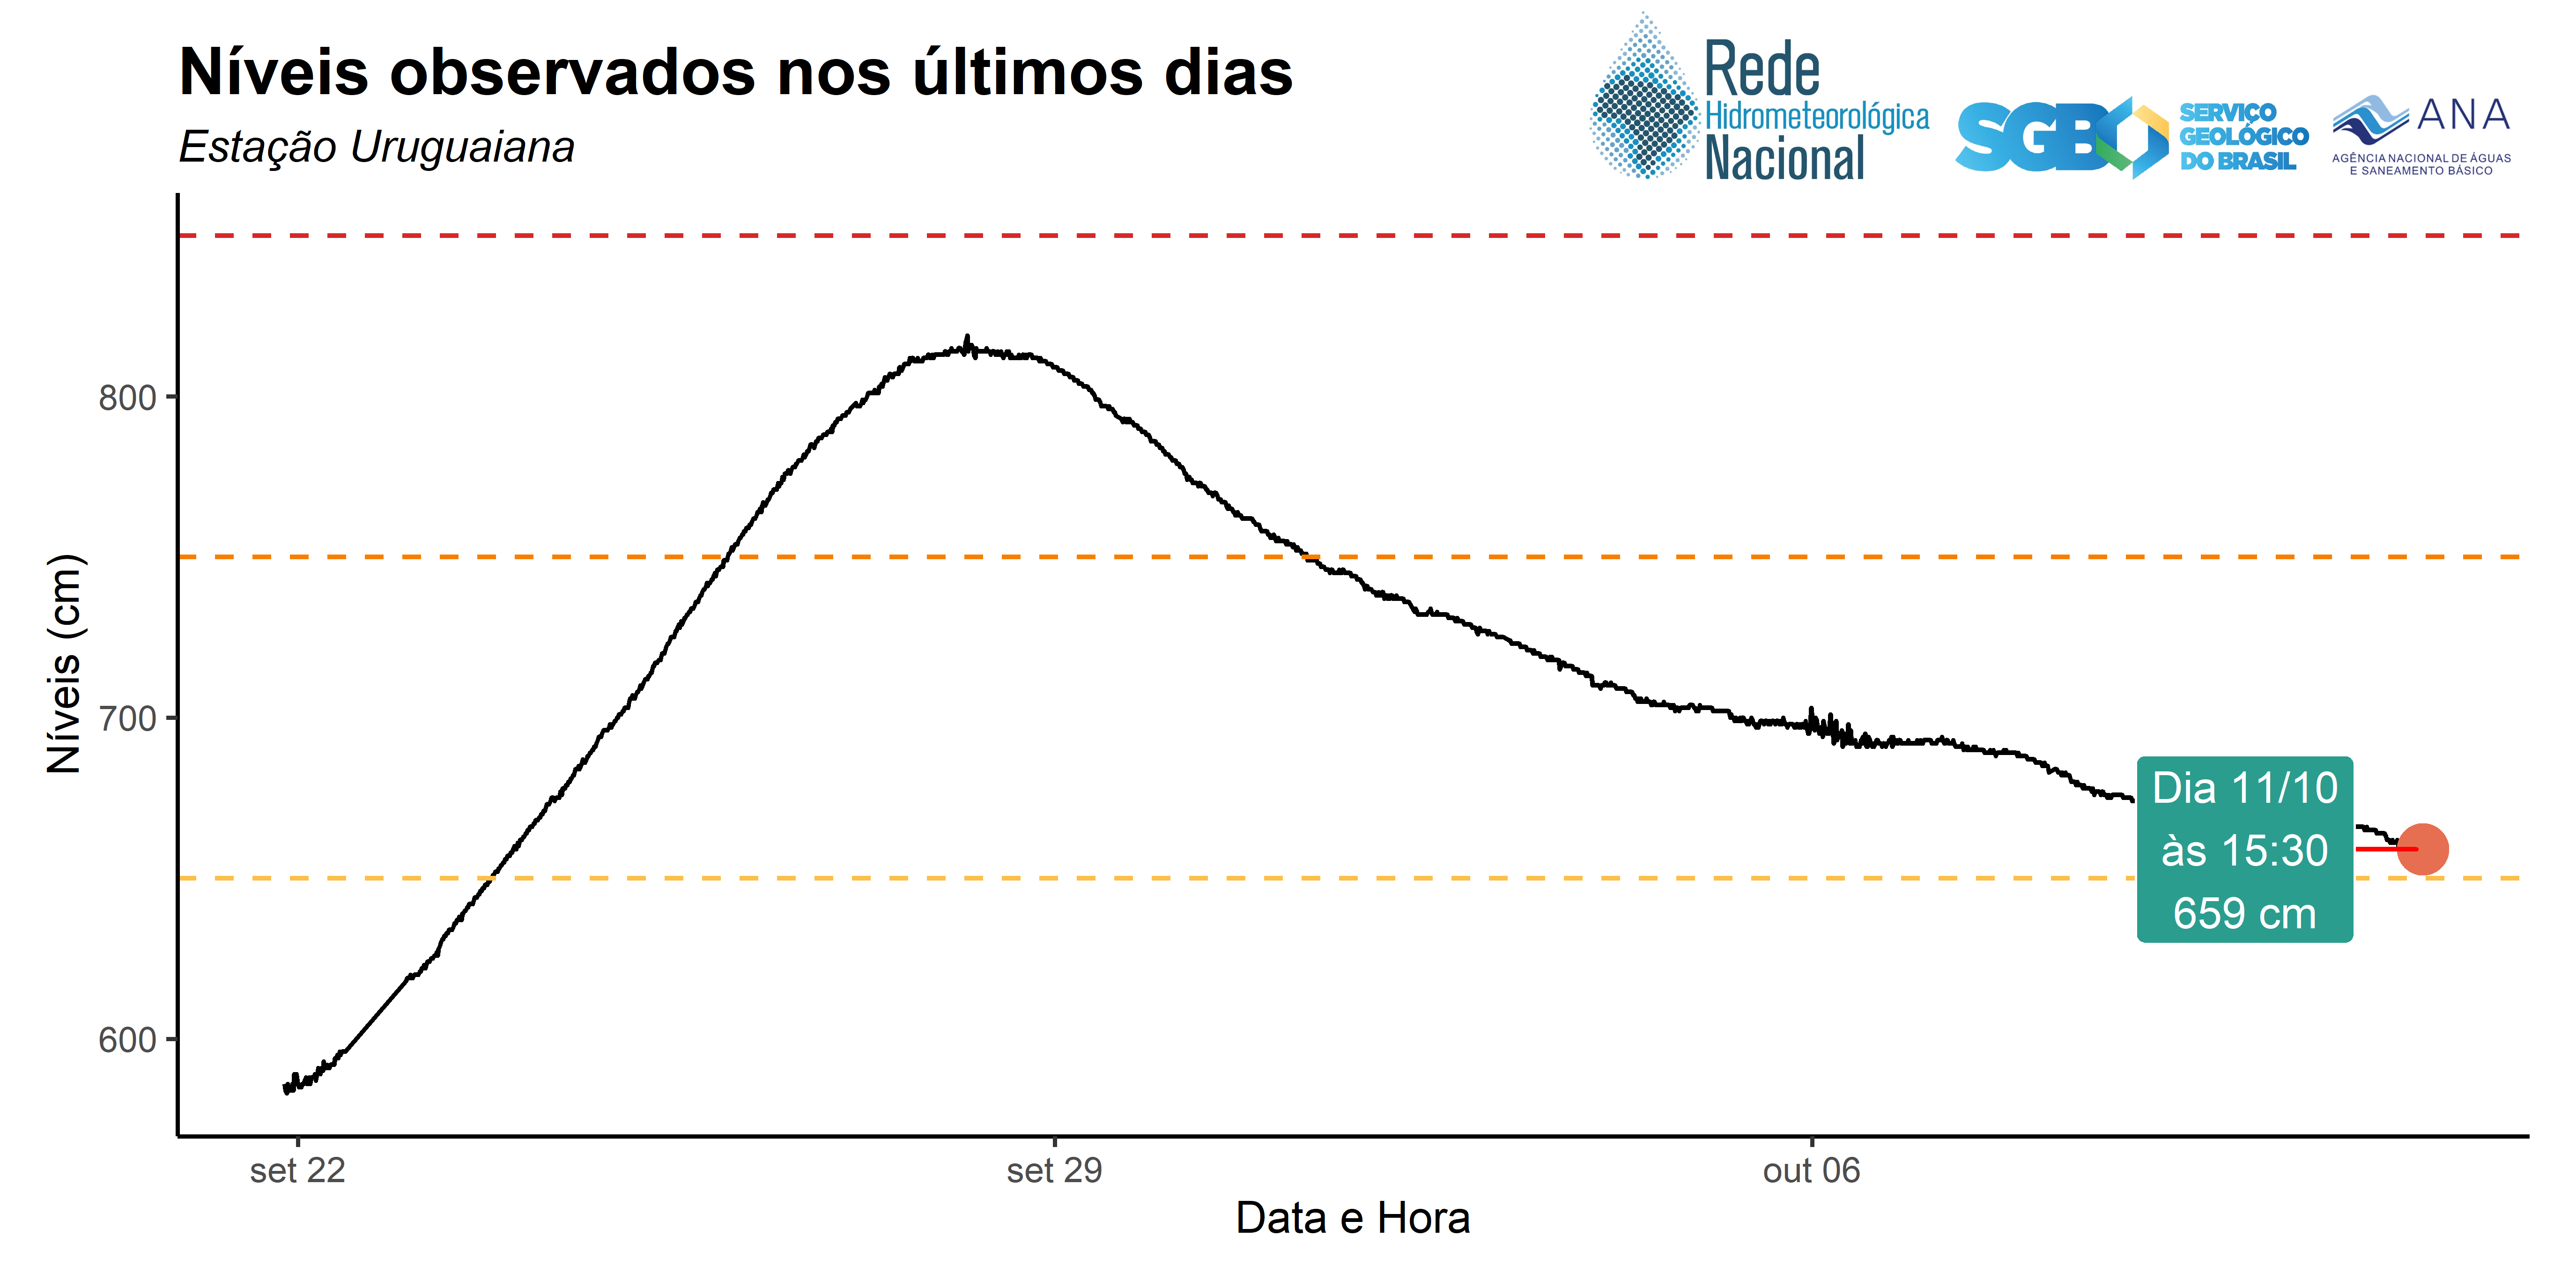 Níveis observados nos últimos dias
Estação Uruguaiana
Rede
Hidrometeorológica
Nacional
SGB
SERVIÇO
GEOLÓGICO
DO BRASIL
ANA
AGÊNCIA NACIONAL DE ÁGUAS
E SANEAMENTO BÁSICO
Níveis (cm)
800
700
600
Dia 11/10
às 15:30
659 cm
set 22
set 29
out 06
Data e Hora